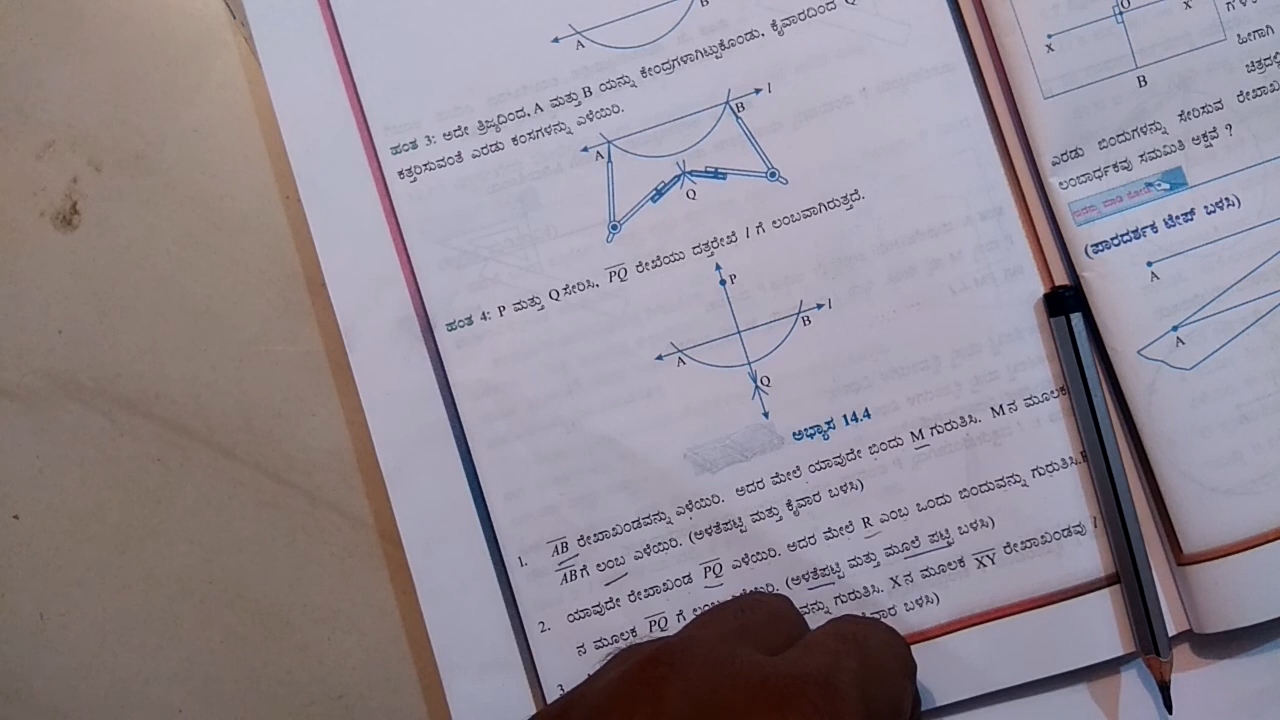 A
B
ಹಂತ 3: ಅದೇ ತ್ರಿಜ್ಯದಿಂದ, A ಮತ್ತು B ಯನ್ನು ಕೇಂದ್ರಗಳಾಗಿಟ್ಟುಕೊಂಡು, ಕೈವಾರದಿಂದ Q
ಕತ್ತರಿಸುವಂತೆ ಎರಡು ಕಂಸಗಳನ್ನು ಎಳೆಯಿರಿ.
l
A
B
Q
ಹಂತ 4: P ಮತ್ತು Q ಸೇರಿಸಿ, PQ ರೇಖೆಯು ದತ್ತರೇಖೆ l ಗೆ ಲಂಬವಾಗಿರುತ್ತದೆ.
P
l
A
B
Q
ಅಭ್ಯಾಸ 14.4
1. AB ರೇಖಾಖಂಡವನ್ನು ಎಳೆಯಿರಿ. ಅದರ ಮೇಲೆ ಯಾವುದೇ ಬಿಂದು M ಗುರುತಿಸಿ. M ನ ಮೂಲಕ
AB ಗೆ ಲಂಬ ಎಳೆಯಿರಿ. (ಅಳತೆಪಟ್ಟಿ ಮತ್ತು ಕೈವಾರ ಬಳಸಿ)
2. ಯಾವುದೇ ರೇಖಾಖಂಡ PQ ಎಳೆಯಿರಿ. ಅದರ ಮೇಲೆ R ಎಂಬ ಒಂದು ಬಿಂದುವನ್ನು ಗುರುತಿಸಿ.
ನ ಮೂಲಕ PQ ಗೆ ಲಂಬ ಎಳೆಯಿರಿ. (ಅಳತೆಪಟ್ಟಿ ಮತ್ತು ಮೂಲೆ ಪಟ್ಟಿ ಬಳಸಿ)
3. ಗುರುತಿಸಿ. X ನ ಮೂಲಕ XY ರೇಖಾಖಂಡವು l
ಬಳಸಿ)
O
X
X
B
ಹೀಗಾಗಿ
ಎರಡು ಬಿಂದುಗಳನ್ನು ಸೇರಿಸುವ
ಲಂಬಾರ್ಧಕವು ಸಮಮಿತಿ ಅಕ್ಷವೆ ?
(ಪಾರದರ್ಶಕ ಟೇಪ್ ಬಳಸಿ)
A
A